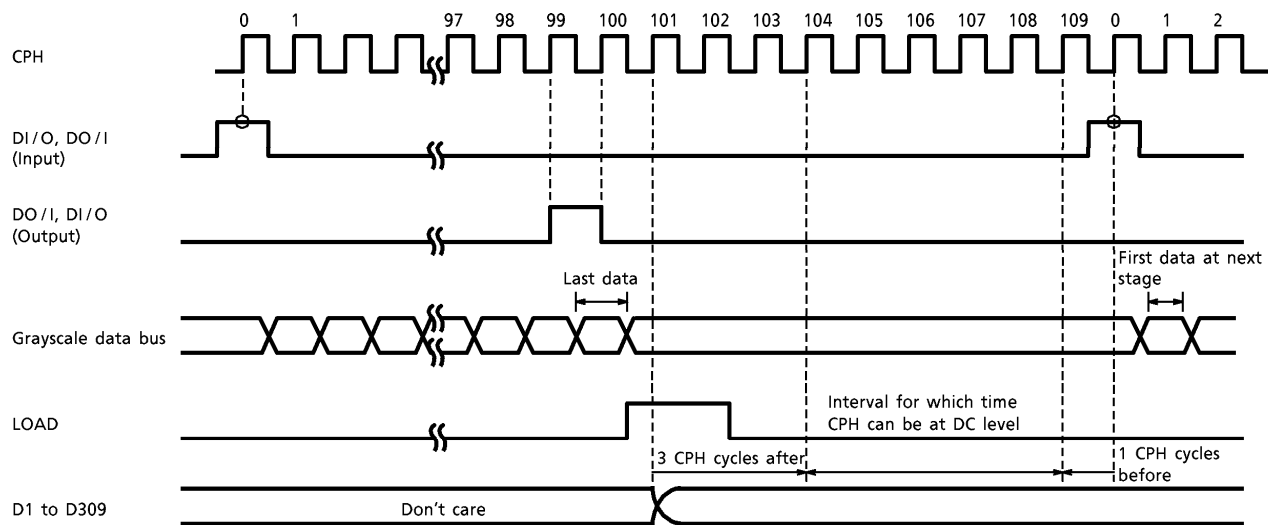 0 1 97 98 99 100 101 102 103 104 105 106 107 108 109 0 1 2
CPH
DI/O, DO/I
(Input)
DO/I, DI/O
(Output)
Last data
First data at next
stage
Grayscale data bus
LOAD
Interval for which time
CPH can be at DC level
3 CPH cycles after
1 CPH cycles
before
D1 to D309
Don't care